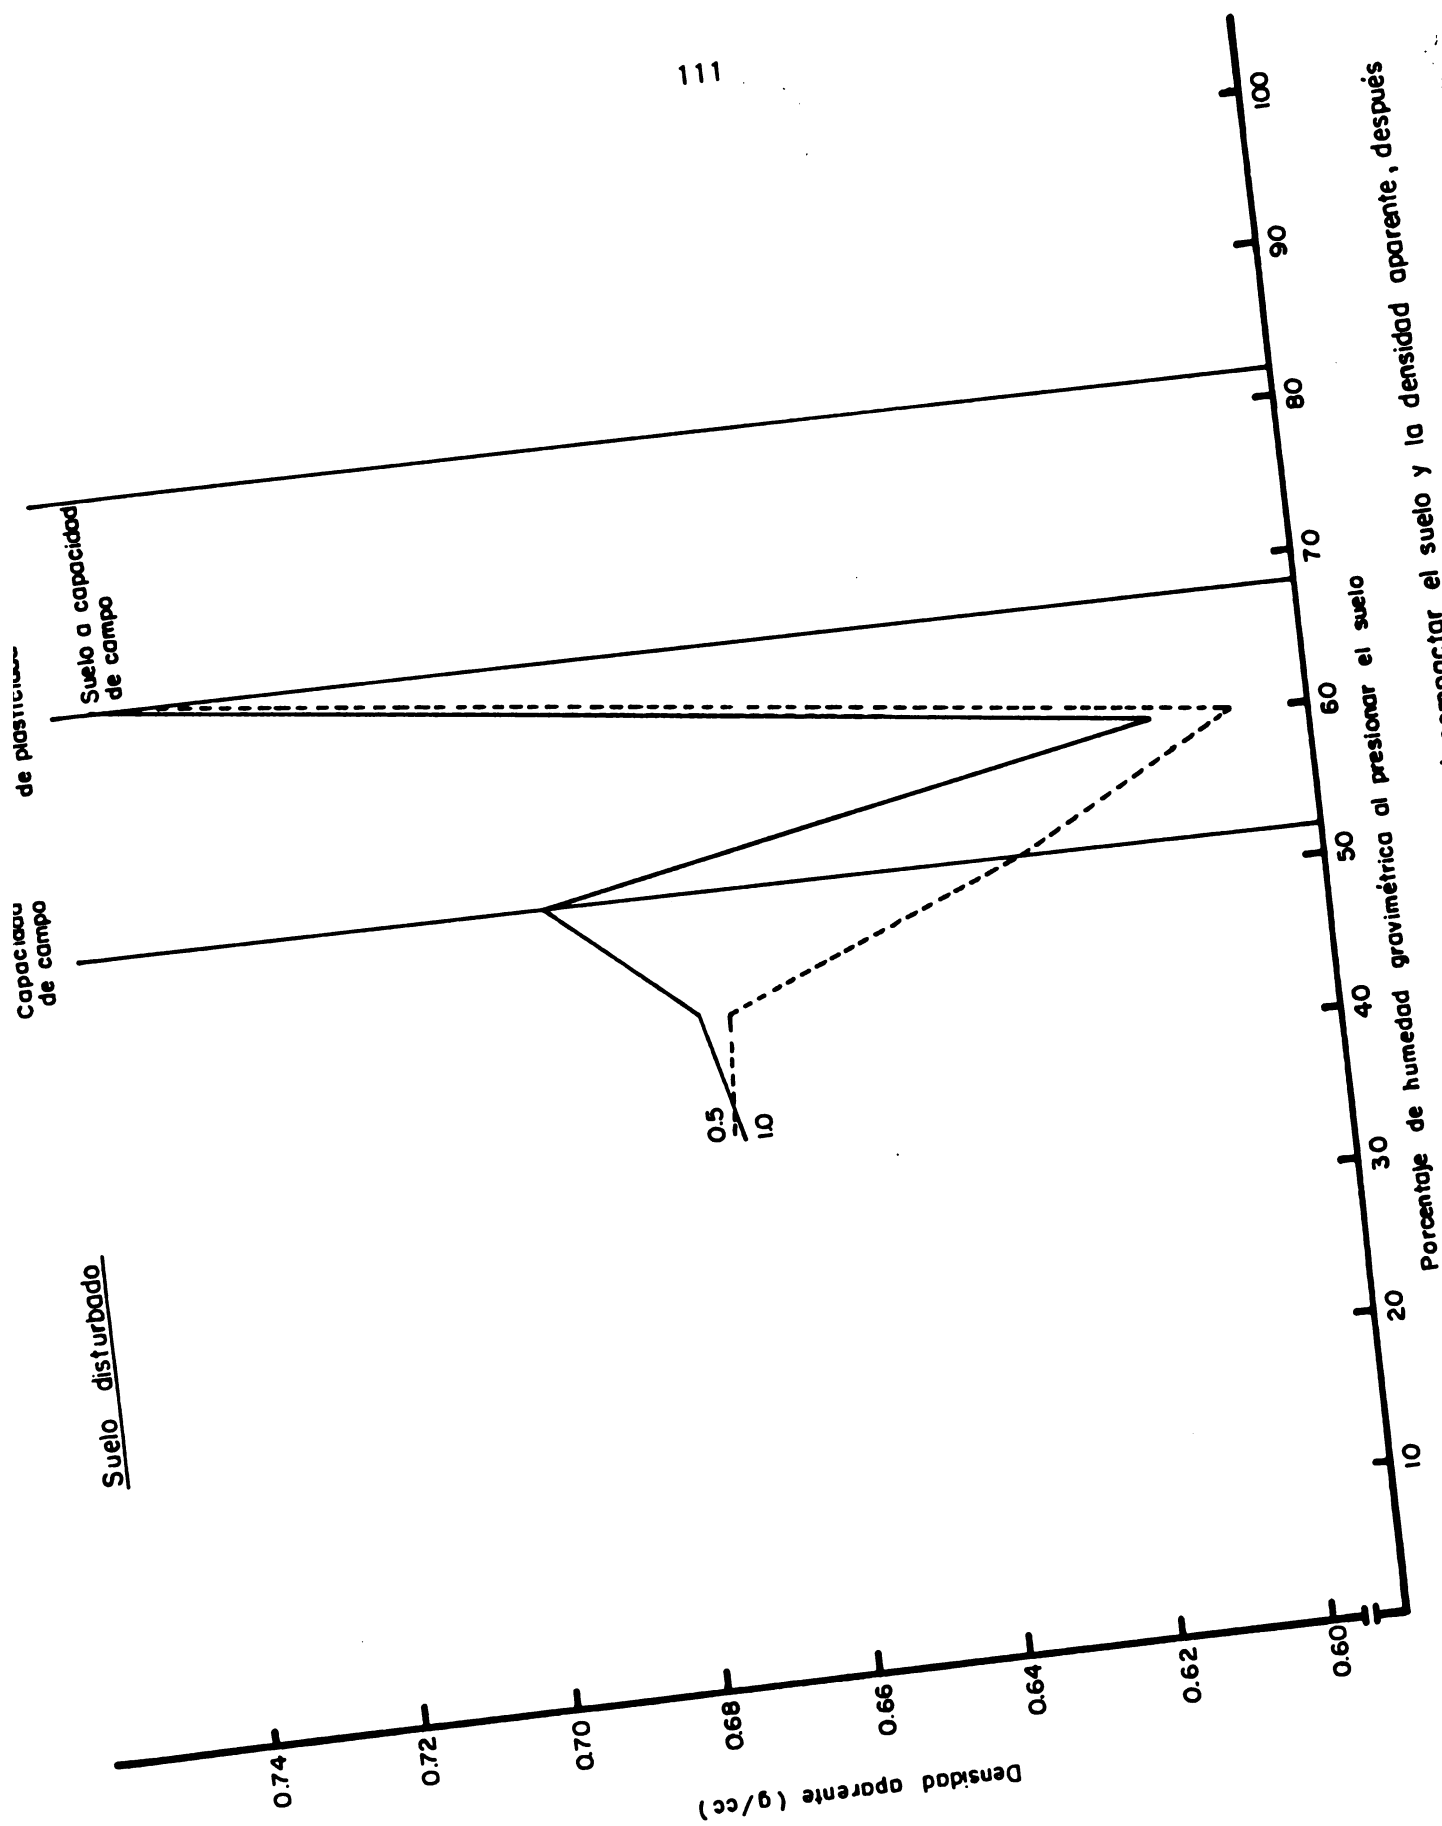 111
de plasticidad
Suelo a capacidad
de campo
Capacidad
de campo
Suelo disturbado
0.5
1.0
0.74
0.72
0.70
0.68
0.66
0.64
0.62
0.60
Densidad aparente (g/cc)
10
20
30
40
50
60
70
80
90
100
Porcentaje de humedad gravimétrica al presionar el suelo
compactar el suelo y la densidad aparente, después